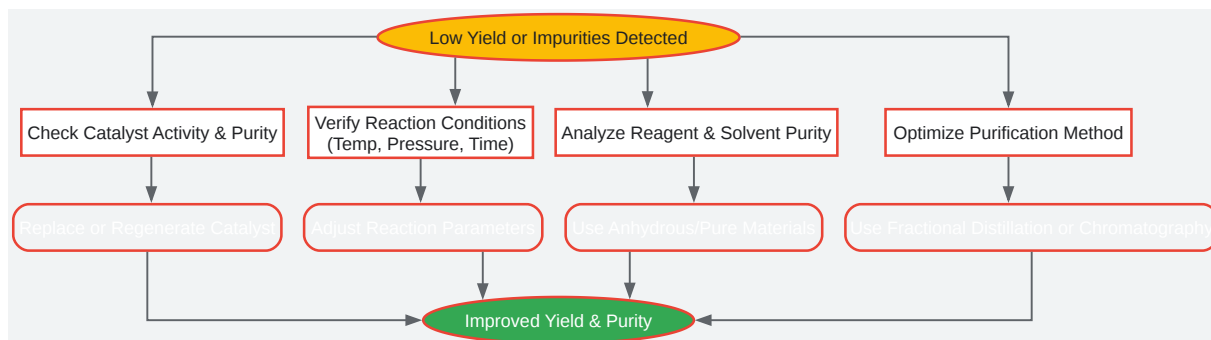 Low Yield or Impurities Detected
Check Catalyst Activity & Purity
Verify Reaction Conditions
(Temp, Pressure, Time)
Analyze Reagent & Solvent Purity
Optimize Purification Method
Replace or Regenerate Catalyst
Adjust Reaction Parameters
Use Anhydrous/Pure Materials
Use Fractional Distillation or Chromatography
Improved Yield & Purity